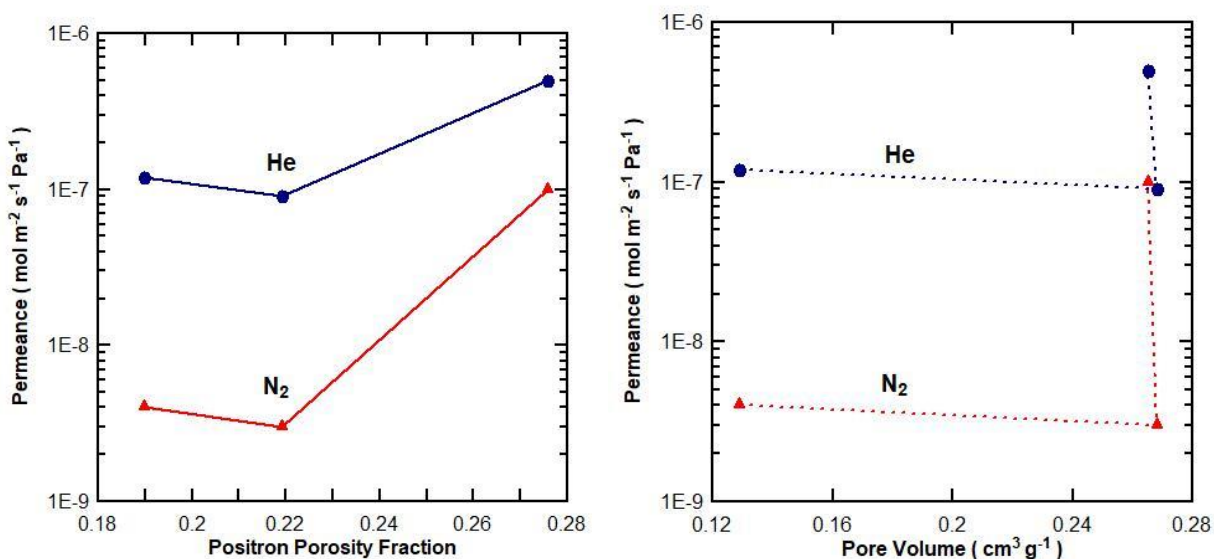 1E-6
1E-7
1E-8
1E-9
Permeance ( mol m⁻² s⁻¹ Pa⁻¹ )
He
N₂
0.18 0.2 0.22 0.24 0.26 0.28
Positron Porosity Fraction
1E-6
1E-7
1E-8
1E-9
Permeance ( mol m⁻² s⁻¹ Pa⁻¹ )
He
N₂
0.12 0.16 0.2 0.24 0.28
Pore Volume ( cm³ g⁻¹ )